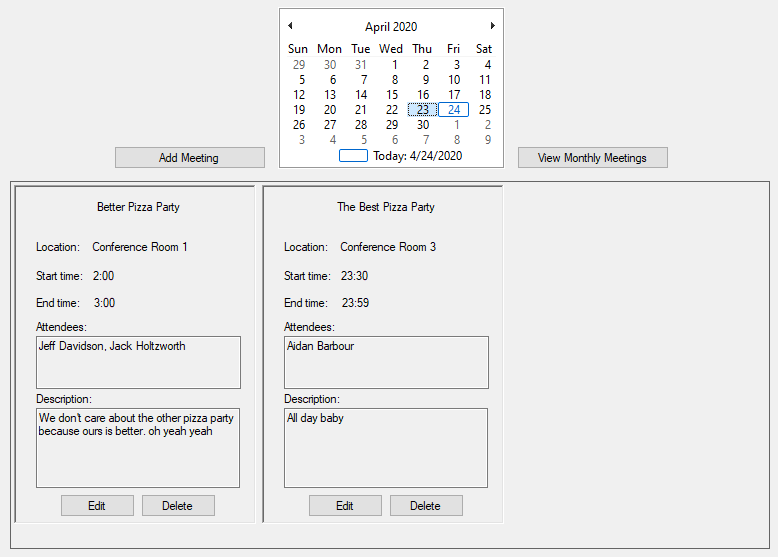 April 2020
Sun Mon Tue Wed Thu Fri Sat
29 30 31 1 2 3 4
5 6 7 8 9 10 11
12 13 14 15 16 17 18
19 20 21 22 23 24 25
26 27 28 29 30 1 2
3 4 5 6 7 8 9
Today: 4/24/2020
Add Meeting
View Monthly Meetings
Better Pizza Party
Location: Conference Room 1
Start time: 2:00
End time: 3:00
Attendees:
Jeff Davidson, Jack Holtzworth
Description:
We don't care about the other pizza party
because ours is better. oh yeah yeah
Edit Delete
The Best Pizza Party
Location: Conference Room 3
Start time: 23:30
End time: 23:59
Attendees:
Aidan Barbour
Description:
All day baby
Edit Delete